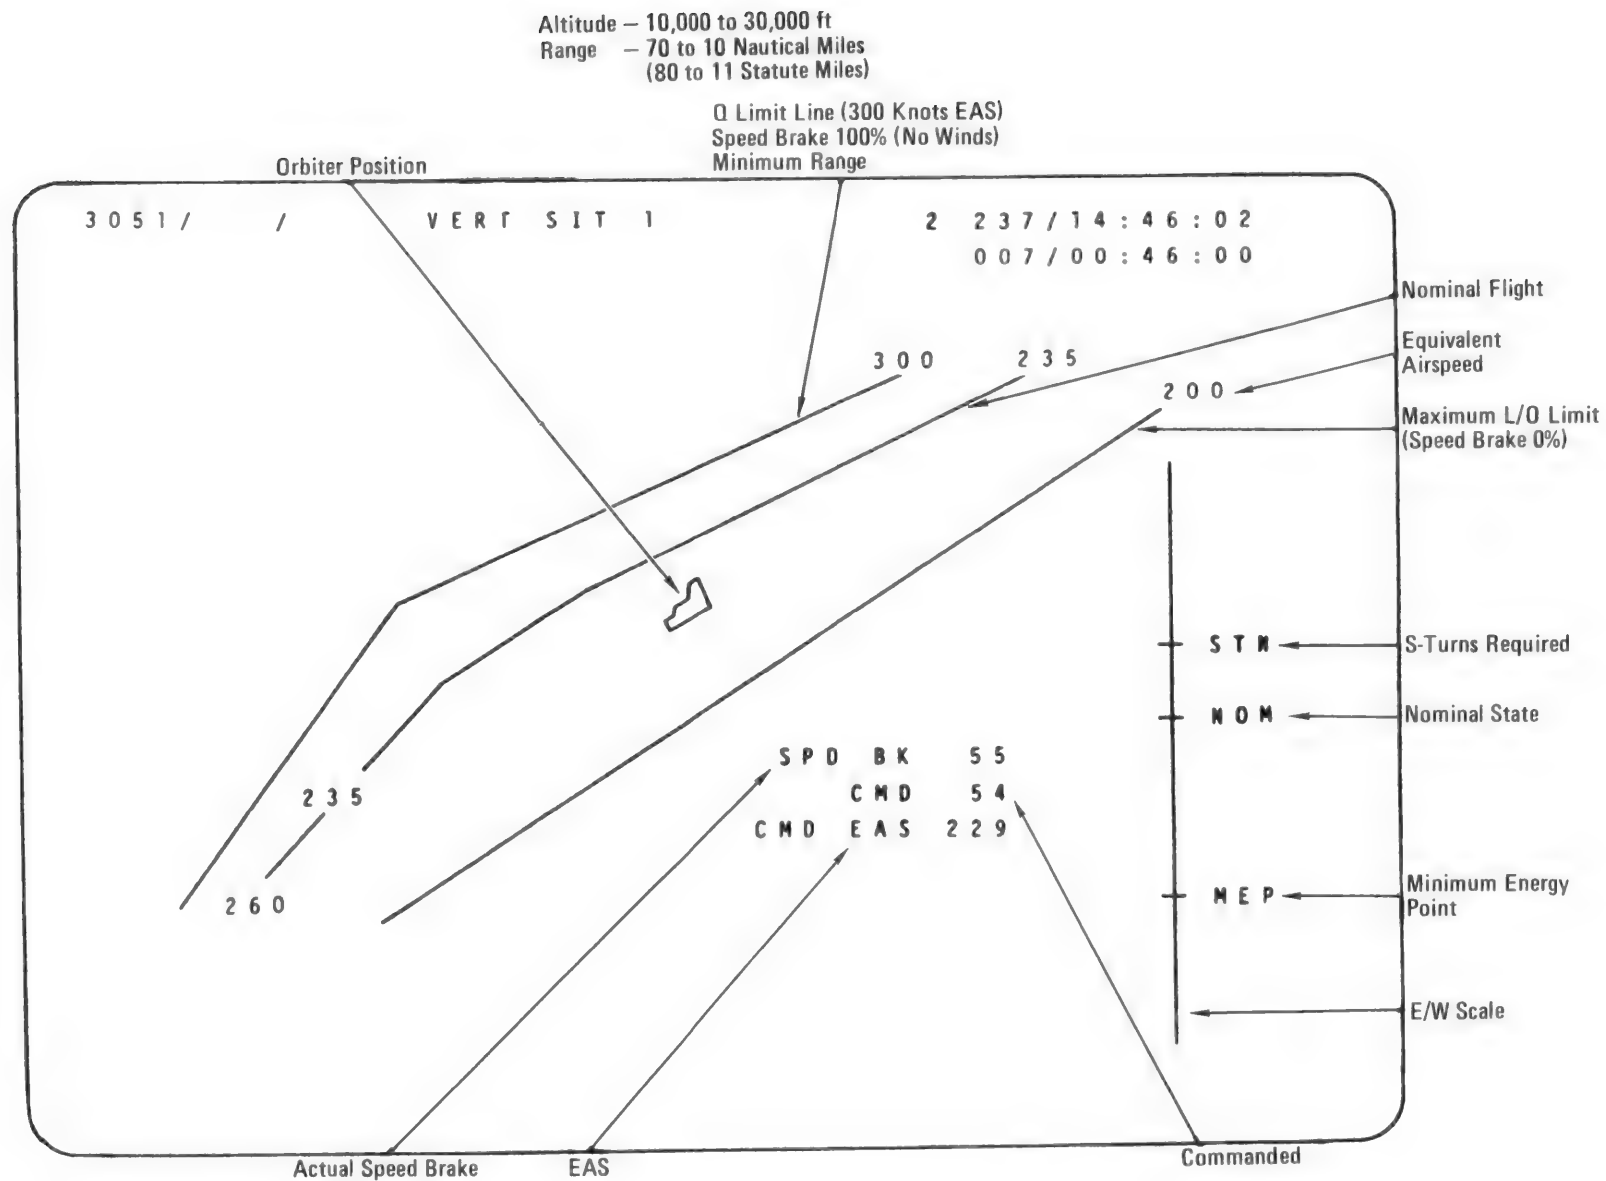 Altitude – 10,000 to 30,000 ft
Range – 70 to 10 Nautical Miles
(80 to 11 Statute Miles)
Q Limit Line (300 Knots EAS)
Speed Brake 100% (No Winds)
Minimum Range
Orbiter Position
3051/ / VERT SIT 1 2 237/14:46:02
007/00:46:00
Nominal Flight
Equivalent
Airspeed
300 235
200
Maximum L/D Limit
(Speed Brake 0%)
STN
S-Turns Required
NOM
Nominal State
SPD BK 55
CMD 54
CMD EAS 229
235
260
MEP
Minimum Energy
Point
E/W Scale
Actual Speed Brake
EAS
Commanded